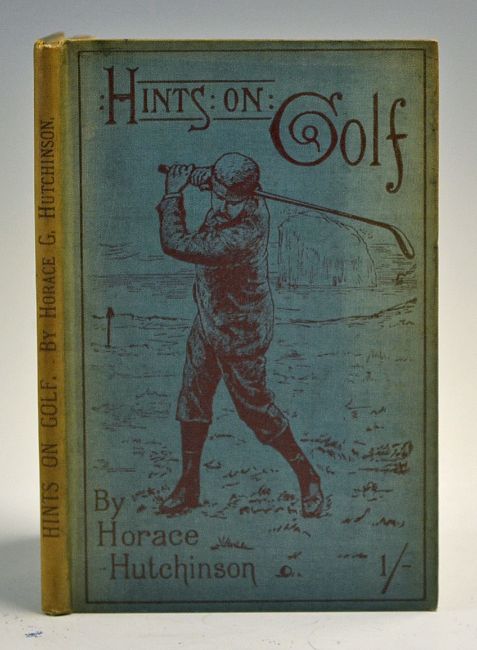 HINTS ON GOLF. BY HORACE G. HUTCHINSON.
:HINTS:ON:
Golf
By
Horace
Hutchinson
1/-